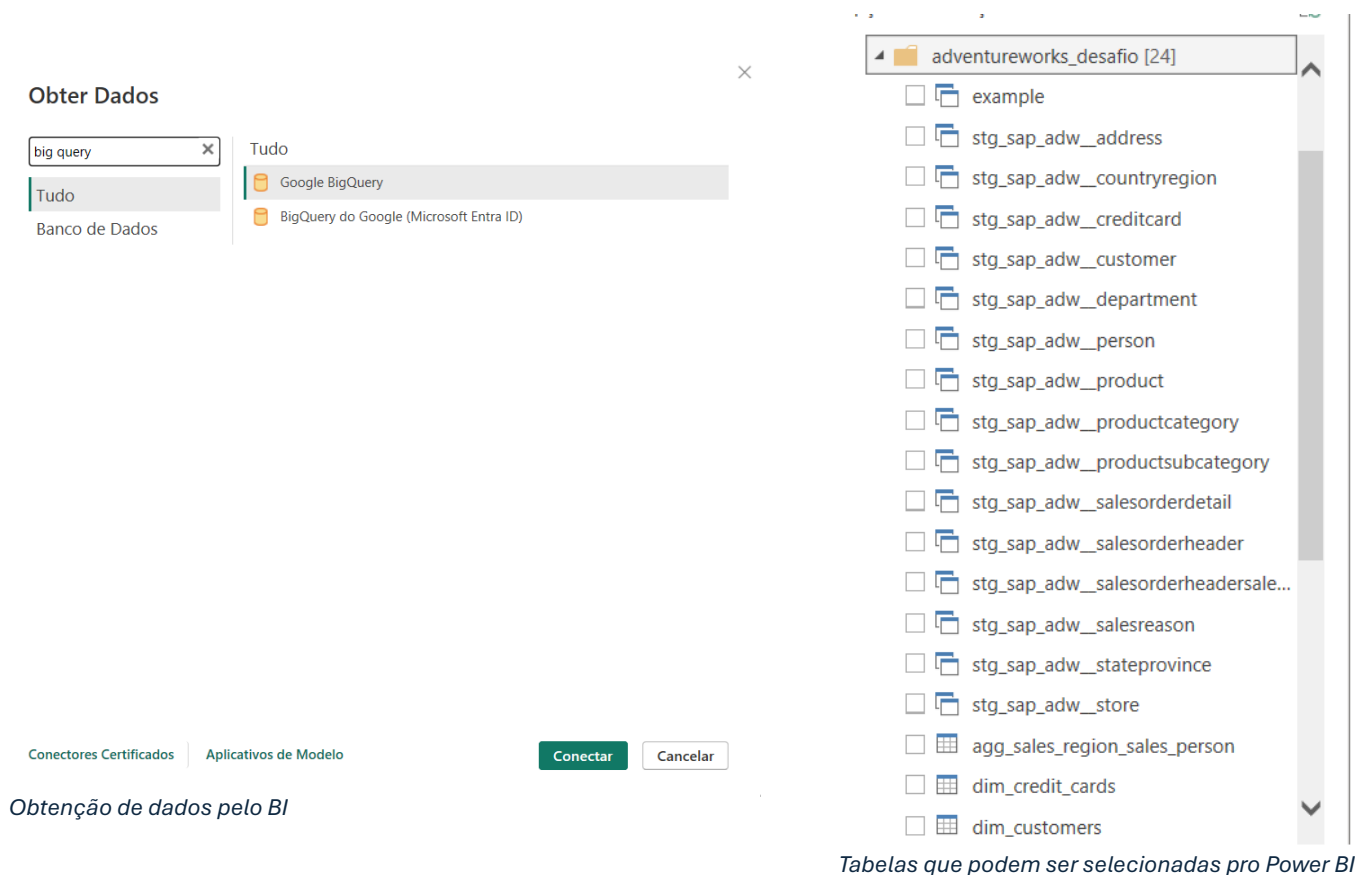 Obter Dados
big query
Tudo
Banco de Dados
Tudo
Google BigQuery
BigQuery do Google (Microsoft Entra ID)
Conectores Certificados
Aplicativos de Modelo
Conectar
Cancelar
Obtenção de dados pelo BI
adventureworks_desafio [24]
example
stg_sap_adw__address
stg_sap_adw__countryregion
stg_sap_adw__creditcard
stg_sap_adw__customer
stg_sap_adw__department
stg_sap_adw__person
stg_sap_adw__product
stg_sap_adw__productcategory
stg_sap_adw__productsubcategory
stg_sap_adw__salesorderdetail
stg_sap_adw__salesorderheader
stg_sap_adw__salesorderheadersale...
stg_sap_adw__salesreason
stg_sap_adw__stateprovince
stg_sap_adw__store
agg_sales_region_sales_person
dim_credit_cards
dim_customers
Tabelas que podem ser selecionadas pro Power BI